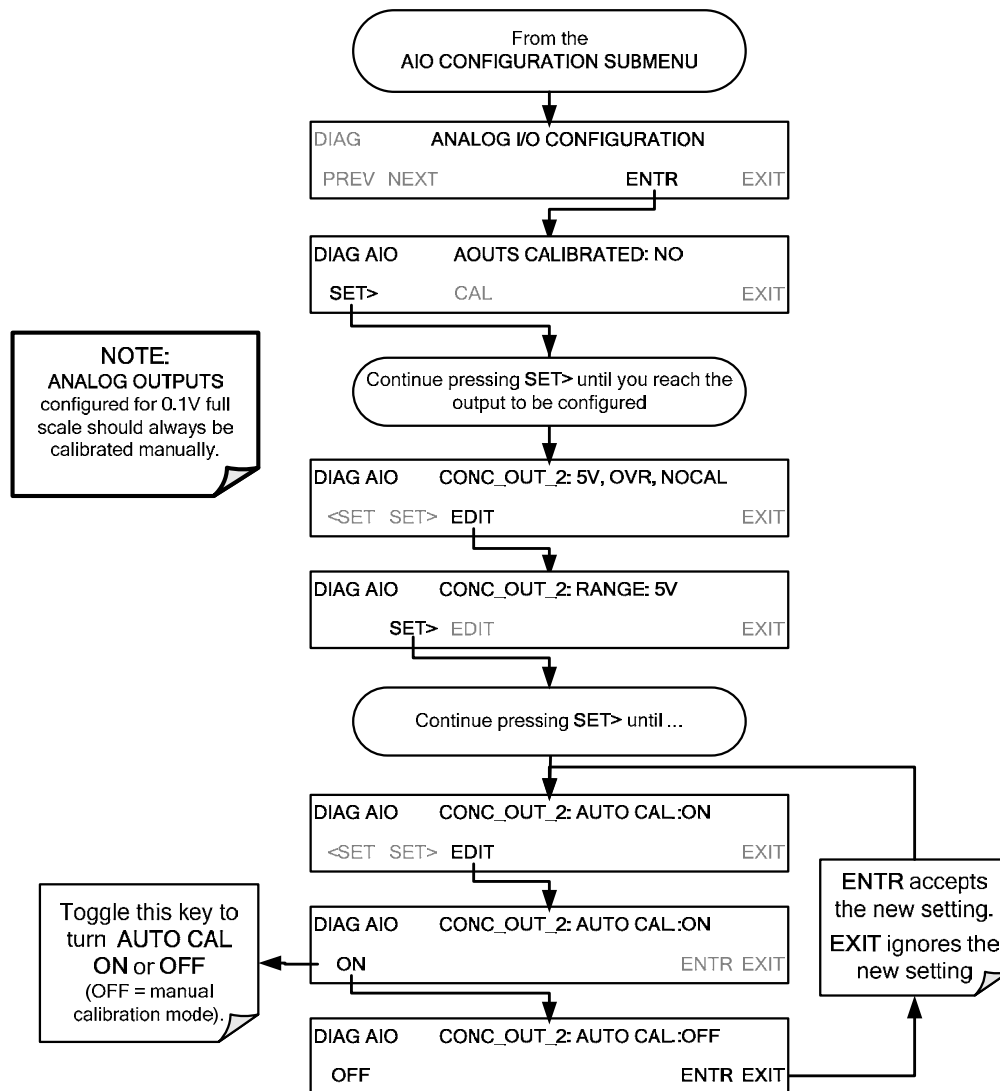 From the
AIO CONFIGURATION SUBMENU
DIAG ANALOG I/O CONFIGURATION
PREV NEXT ENTR EXIT
DIAG AIO AOUTS CALIBRATED: NO
SET> CAL EXIT
NOTE:
ANALOG OUTPUTS
configured for 0.1V full
scale should always be
calibrated manually.
Continue pressing SET> until you reach the
output to be configured
DIAG AIO CONC_OUT_2: 5V, OVR, NOCAL
<SET SET> EDIT EXIT
DIAG AIO CONC_OUT_2: RANGE: 5V
SET> EDIT EXIT
Continue pressing SET> until ...
DIAG AIO CONC_OUT_2: AUTO CAL.:ON
<SET SET> EDIT EXIT
Toggle this key to
turn AUTO CAL
ON or OFF
(OFF = manual
calibration mode).
DIAG AIO CONC_OUT_2: AUTO CAL.:ON
ON ENTR EXIT
ENTR accepts
the new setting.
EXIT ignores the
new setting
DIAG AIO CONC_OUT_2: AUTO CAL.:OFF
OFF ENTR EXIT